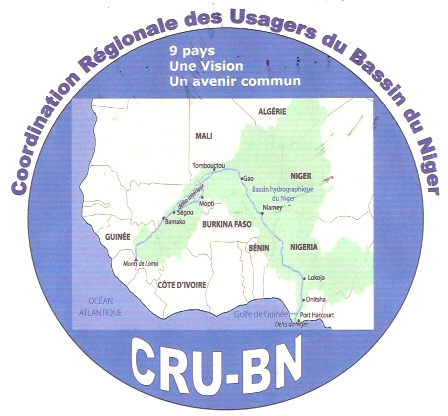 Coordination Régionale des Usagers du Bassin du Niger
9 pays
Une Vision
Un avenir commun
ALGÉRIE
MALI
Tombouctou
Gao
NIGER
Bassin hydrographique
du Niger
delta intérieur
Mopti
Niamey
Ségou
Bamako
BURKINA FASO
GUINÉE
BÉNIN
NIGERIA
Monts de Loma
Lokoja
CÔTE D'IVOIRE
Onitsha
OCÉAN
ATLANTIQUE
Golfe de Guinée
Port Harcourt
Delta du Niger
CRU-BN